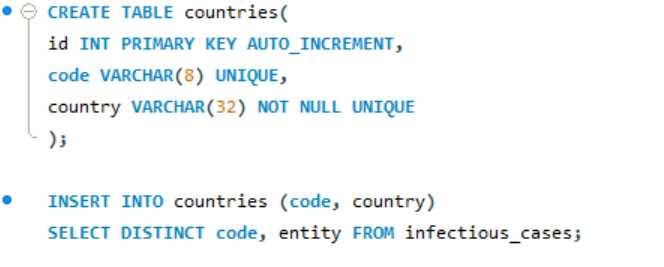 CREATE TABLE countries(
id INT PRIMARY KEY AUTO_INCREMENT,
code VARCHAR(8) UNIQUE,
country VARCHAR(32) NOT NULL UNIQUE
);
INSERT INTO countries (code, country)
SELECT DISTINCT code, entity FROM infectious_cases;